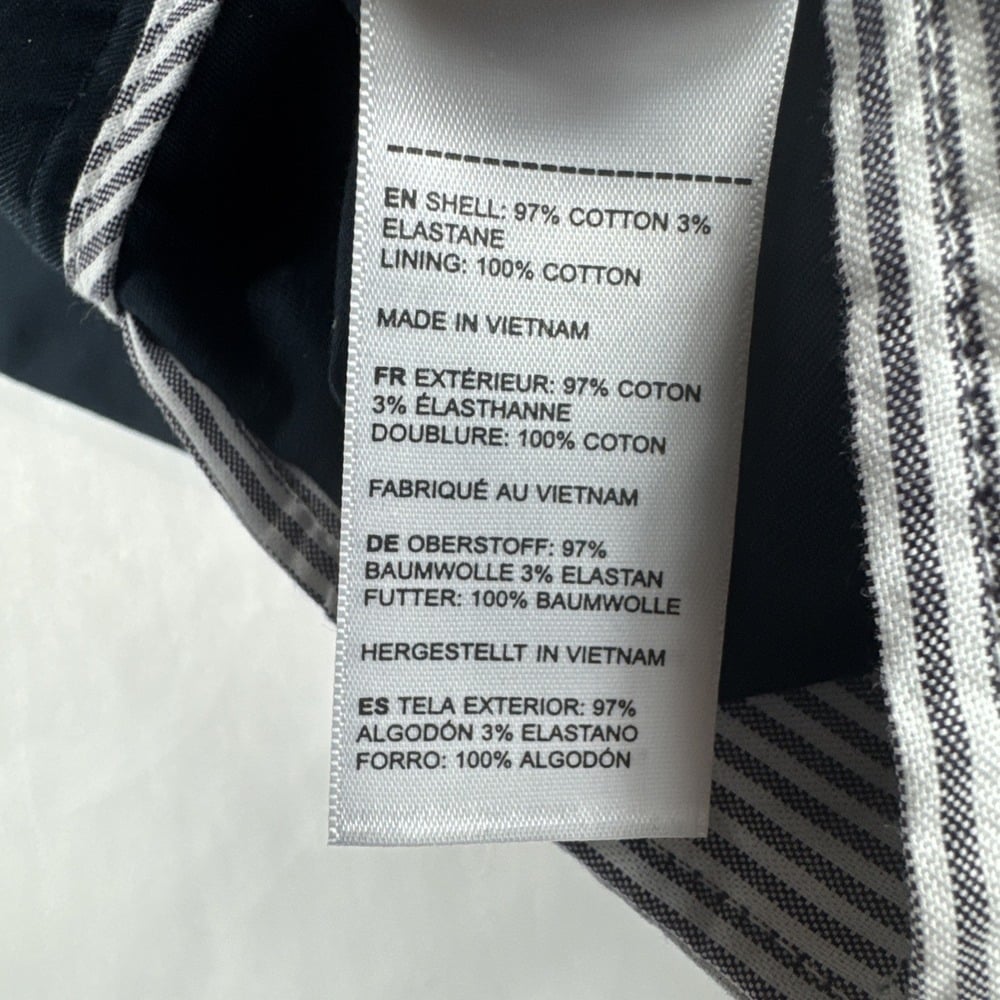 EN SHELL: 97% COTTON 3%
ELASTANE
LINING: 100% COTTON
MADE IN VIETNAM
FR EXTÉRIEUR: 97% COTON
3% ÉLASTHANNE
DOUBLURE: 100% COTON
FABRIQUÉ AU VIETNAM
DE OBERSTOFF: 97%
BAUMWOLLE 3% ELASTAN
FUTTER: 100% BAUMWOLLE
HERGESTELLT IN VIETNAM
ES TELA EXTERIOR: 97%
ALGODÓN 3% ELASTANO
FORRO: 100% ALGODÓN